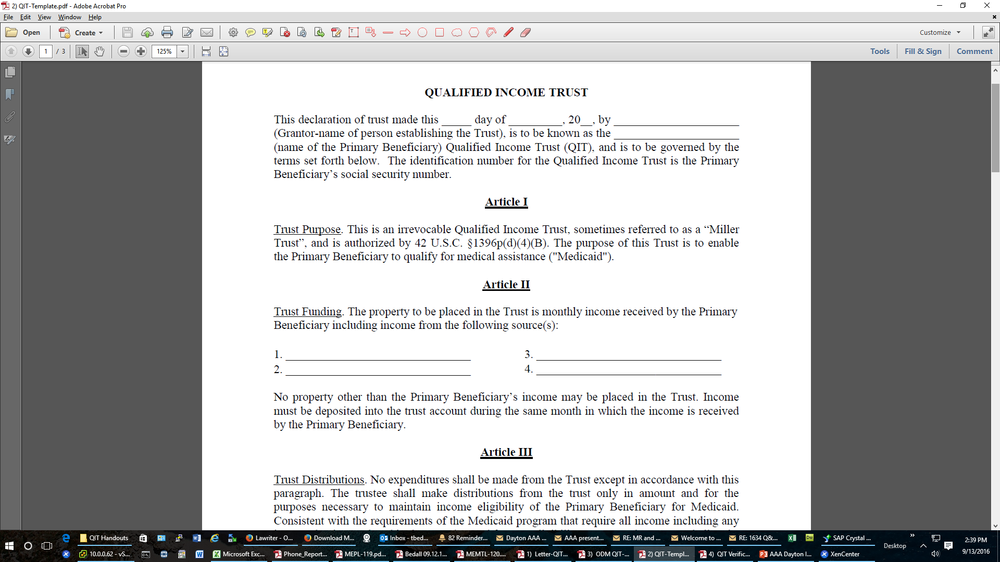 2) QIT-Template.pdf - Adobe Acrobat Pro
File Edit View Window Help
Open Create Customize
1 / 3 125% Tools Fill & Sign Comment
QUALIFIED INCOME TRUST
This declaration of trust made this _____ day of _________, 20__, by _____________________
(Grantor-name of person establishing the Trust), is to be known as the _____________________
(name of the Primary Beneficiary) Qualified Income Trust (QIT), and is to be governed by the
terms set forth below. The identification number for the Qualified Income Trust is the Primary
Beneficiary’s social security number.
Article I
Trust Purpose. This is an irrevocable Qualified Income Trust, sometimes referred to as a “Miller
Trust”, and is authorized by 42 U.S.C. §1396p(d)(4)(B). The purpose of this Trust is to enable
the Primary Beneficiary to qualify for medical assistance ("Medicaid").
Article II
Trust Funding. The property to be placed in the Trust is monthly income received by the Primary
Beneficiary including income from the following source(s):
1. _______________________________ 3. _______________________________
2. _______________________________ 4. _______________________________
No property other than the Primary Beneficiary’s income may be placed in the Trust. Income
must be deposited into the trust account during the same month in which the income is received
by the Primary Beneficiary.
Article III
Trust Distributions. No expenditures shall be made from the Trust except in accordance with this
paragraph. The trustee shall make distributions from the trust only in amount and for the
purposes necessary to maintain income eligibility of the Primary Beneficiary for Medicaid.
Consistent with the requirements of the Medicaid program that require all income including any
QIT Handouts Lawriter - O... Download M... Inbox - tbed... 82 Reminder... Dayton AAA ... AAA present... RE: MR and ... Welcome to ... RE: 1634 Q&... SAP Crystal ...
10.0.0.62 - vS... Microsoft Exc... Phone_Report... MEPL-119.pd... Bedall 09.12.1... MEMTL-120.... 1) Letter-QIT... 3) ODM QIT-... 2) QIT-Templ... 4) QIT Verific... AAA Dayton I... XenCenter
Desktop
2:39 PM
9/13/2016